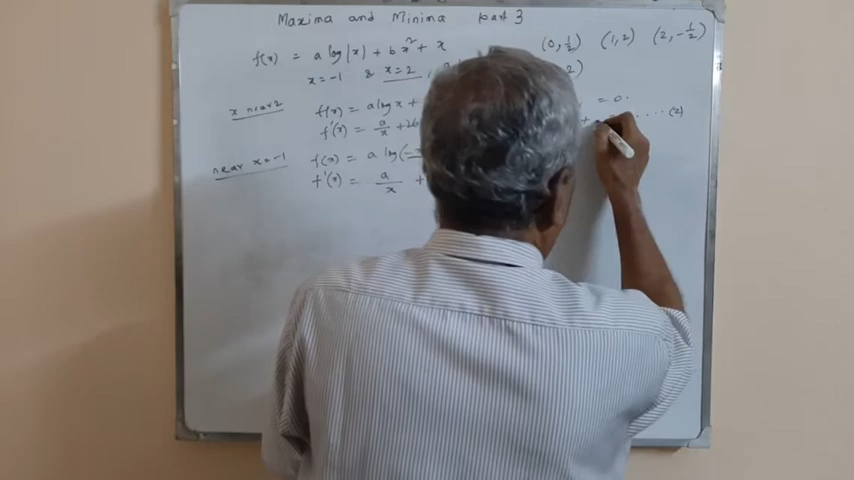 Maxima and Minima part 3
f(x) = a log |x| + bx² + x (0, 1/2) (1, 2) (2, -1/2)
x = -1 & x = 2 , 2)
x near 2 f(x) = a log x + = 0.
f'(x) = a/x + 2b + .... (2)
near x = -1 f(x) = a log(-x
f'(x) = a/x +